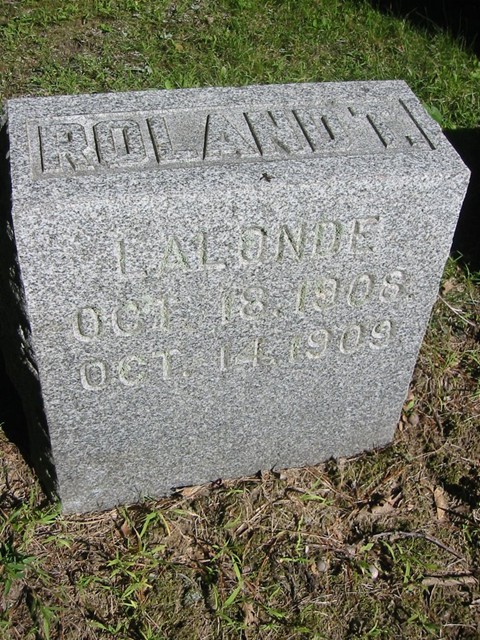 ROLAND T.
LALONDE
OCT. 18. 1908.
OCT. 14. 1909.